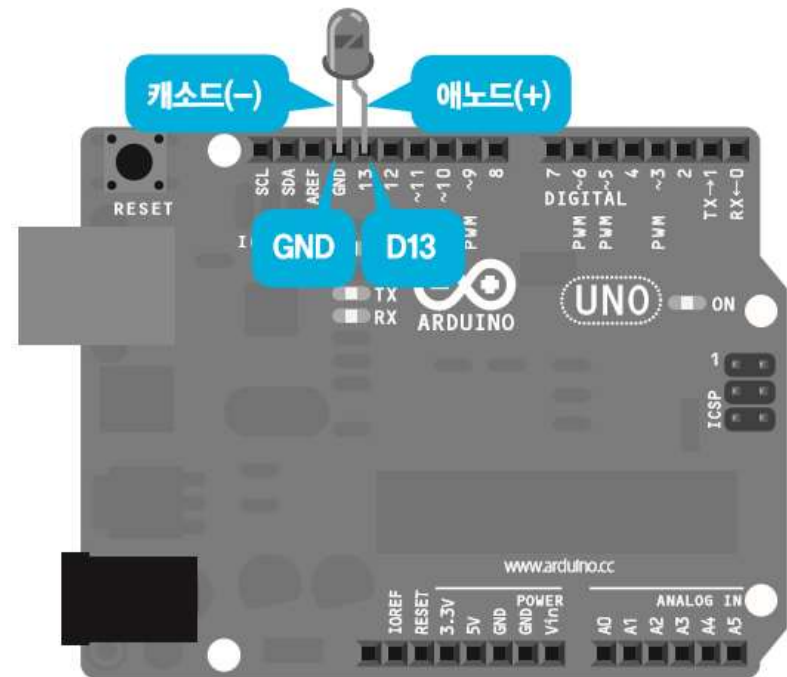 캐소드(-)
애노드(+)
RESET
SCL
SDA
AREF
GND
13
12
~11
~10
~9
8
7
~6
~5
4
~3
2
TX→1
RX←0
DIGITAL
PWM
PWM
PWM
PWM
GND
D13
TX
RX
ARDUINO
UNO
ON
1
ICSP
www.arduino.cc
POWER
ANALOG IN
IOREF
RESET
3.3V
5V
GND
GND
Vin
A0
A1
A2
A3
A4
A5